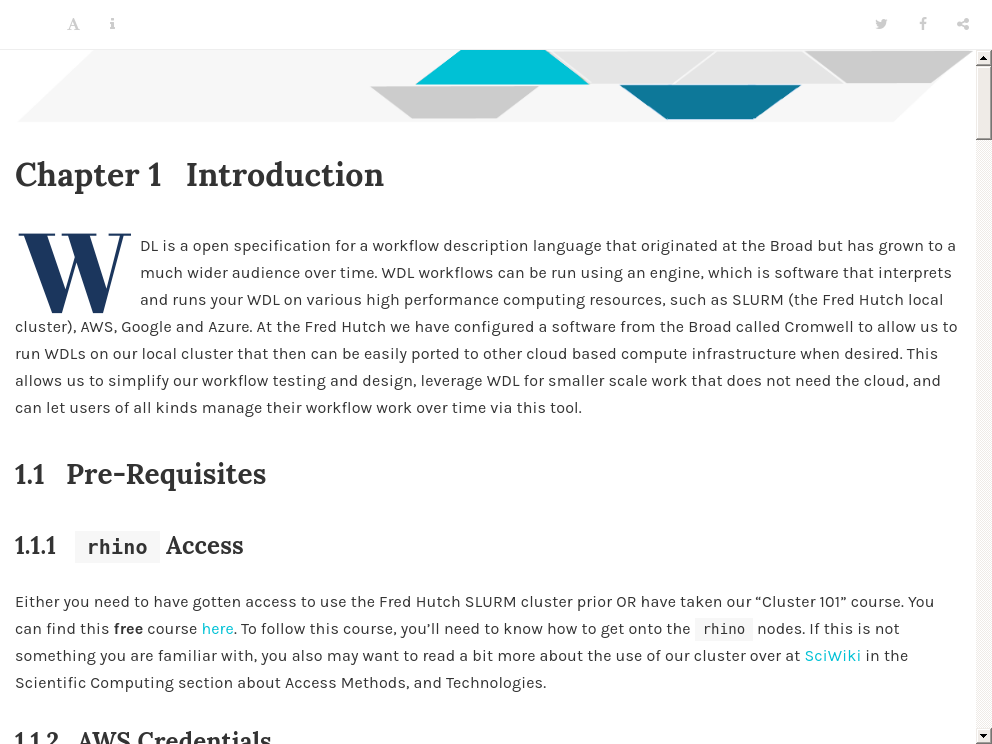 Chapter 1 Introduction
WDL is a open specification for a workflow description language that originated at the Broad but has grown to a
much wider audience over time. WDL workflows can be run using an engine, which is software that interprets
and runs your WDL on various high performance computing resources, such as SLURM (the Fred Hutch local
cluster), AWS, Google and Azure. At the Fred Hutch we have configured a software from the Broad called Cromwell to allow us to
run WDLs on our local cluster that then can be easily ported to other cloud based compute infrastructure when desired. This
allows us to simplify our workflow testing and design, leverage WDL for smaller scale work that does not need the cloud, and
can let users of all kinds manage their workflow work over time via this tool.
1.1 Pre-Requisites
1.1.1 rhino Access
Either you need to have gotten access to use the Fred Hutch SLURM cluster prior OR have taken our “Cluster 101” course. You
can find this free course here. To follow this course, you’ll need to know how to get onto the rhino nodes. If this is not
something you are familiar with, you also may want to read a bit more about the use of our cluster over at SciWiki in the
Scientific Computing section about Access Methods, and Technologies.
1.1.2 AWS Credentials